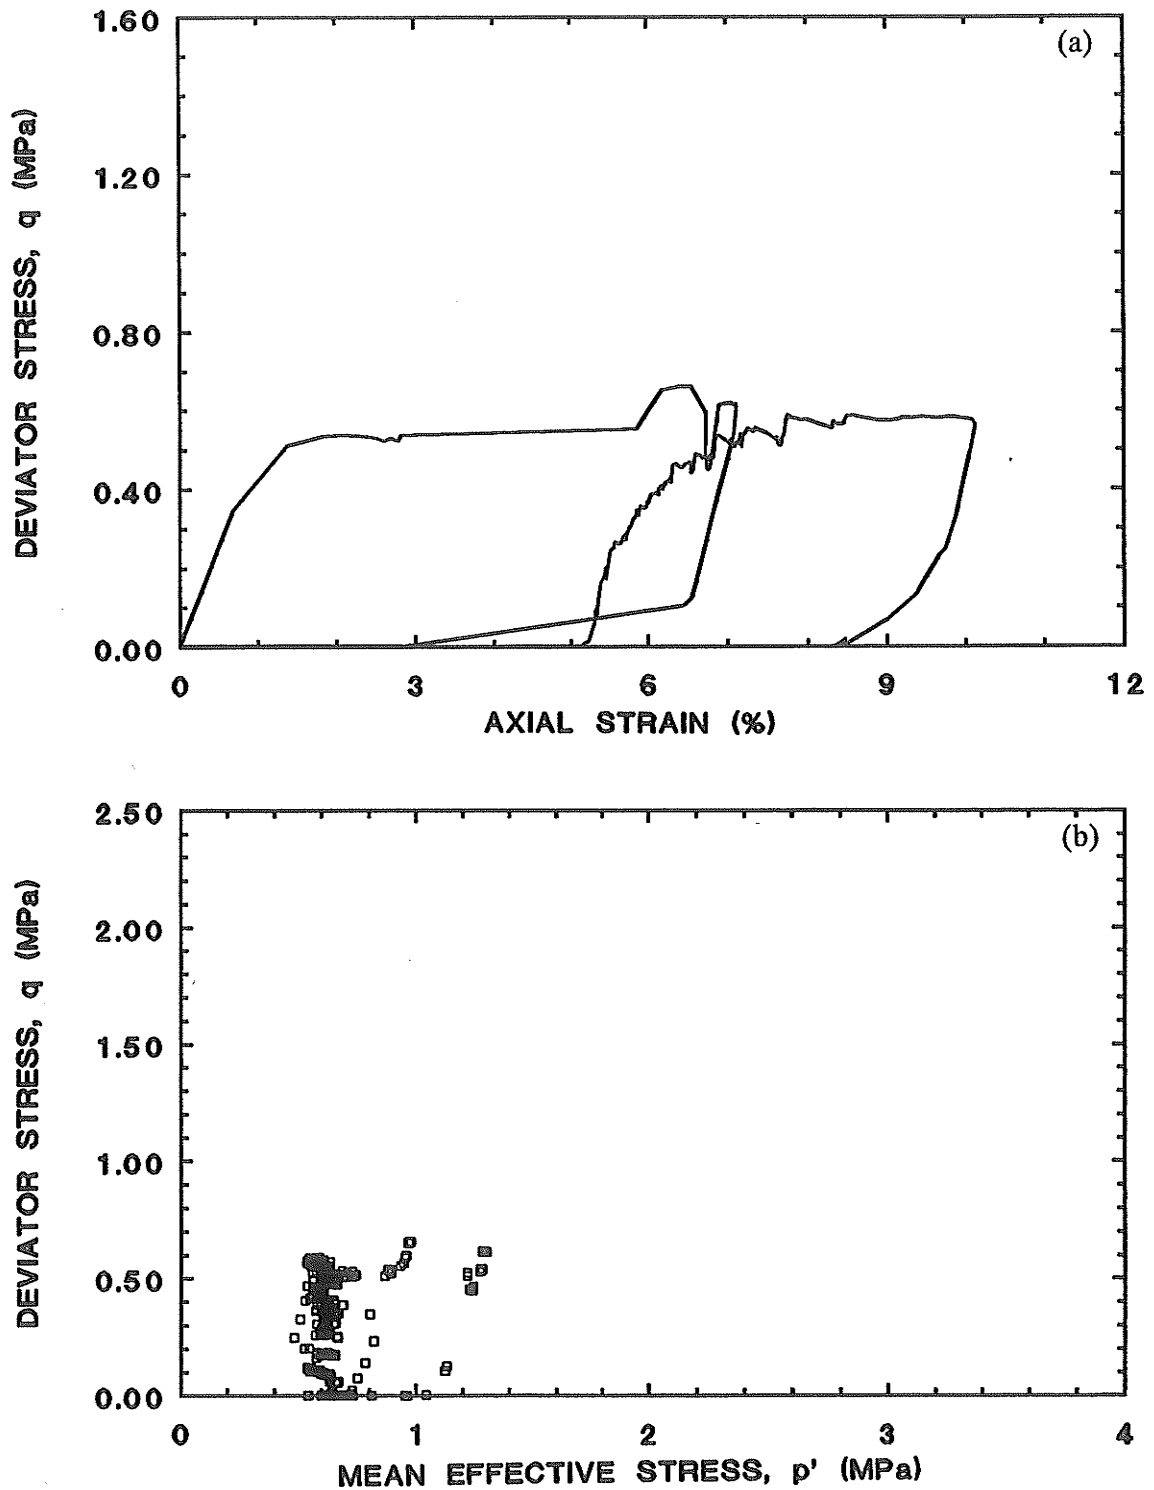 (a)
DEVIATOR STRESS, q (MPa)
1.60
1.20
0.80
0.40
0.00
0 3 6 9 12
AXIAL STRAIN (%)
(b)
DEVIATOR STRESS, q (MPa)
2.50
2.00
1.50
1.00
0.50
0.00
0 1 2 3 4
MEAN EFFECTIVE STRESS, p' (MPa)